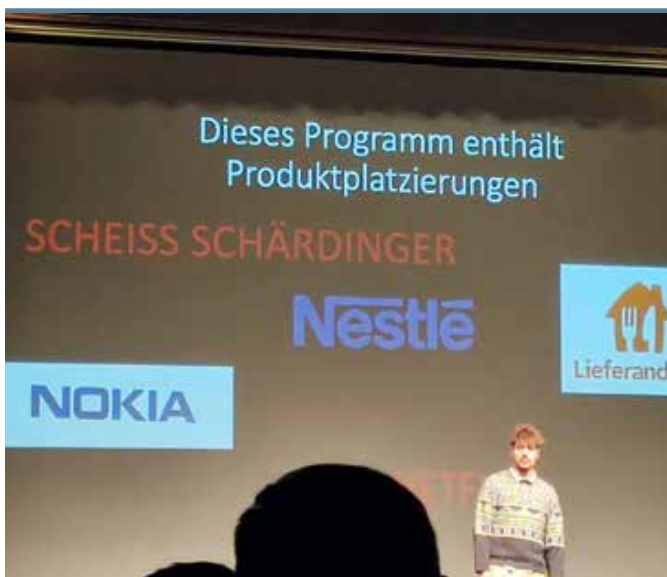 Dieses Programm enthält
Produktplatzierungen
SCHEISS SCHÄRDINGER
Nestlé
NOKIA